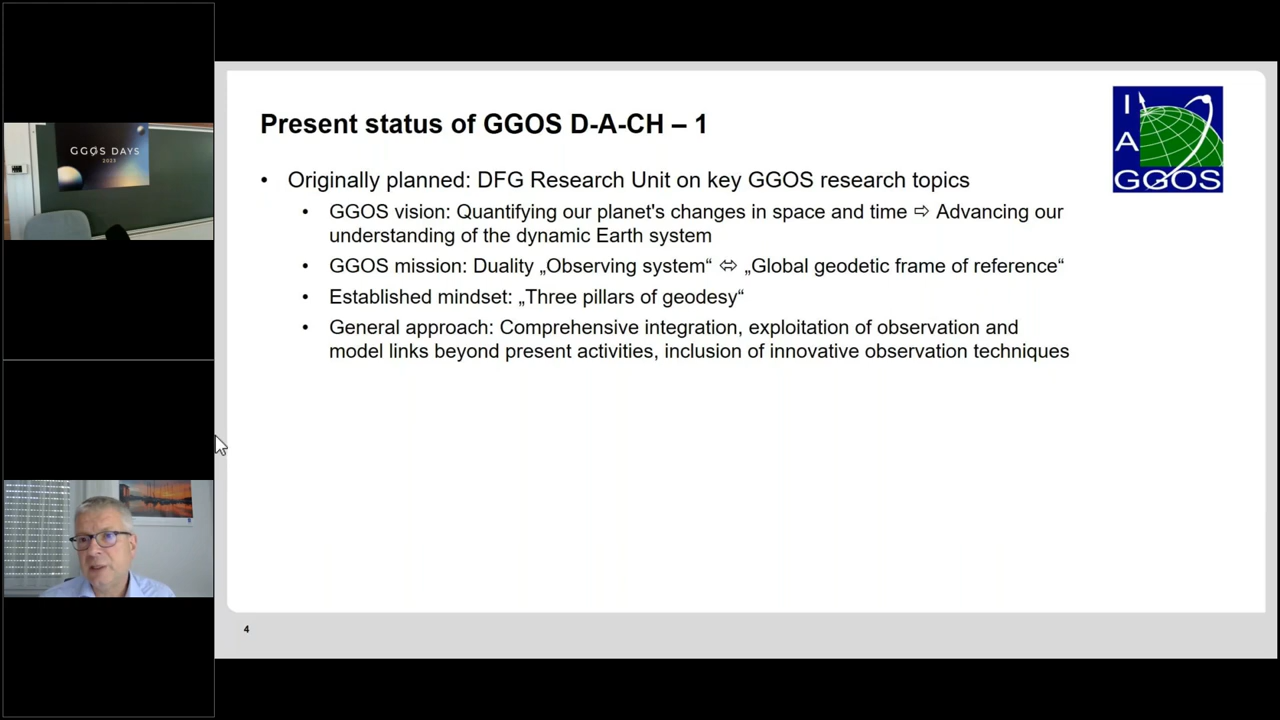 GGOS DAYS
2023
Present status of GGOS D-A-CH – 1
I
A
GGOS
• Originally planned: DFG Research Unit on key GGOS research topics
• GGOS vision: Quantifying our planet's changes in space and time ⇨ Advancing our
understanding of the dynamic Earth system
• GGOS mission: Duality „Observing system“ ⬄ „Global geodetic frame of reference“
• Established mindset: „Three pillars of geodesy“
• General approach: Comprehensive integration, exploitation of observation and
model links beyond present activities, inclusion of innovative observation techniques
4